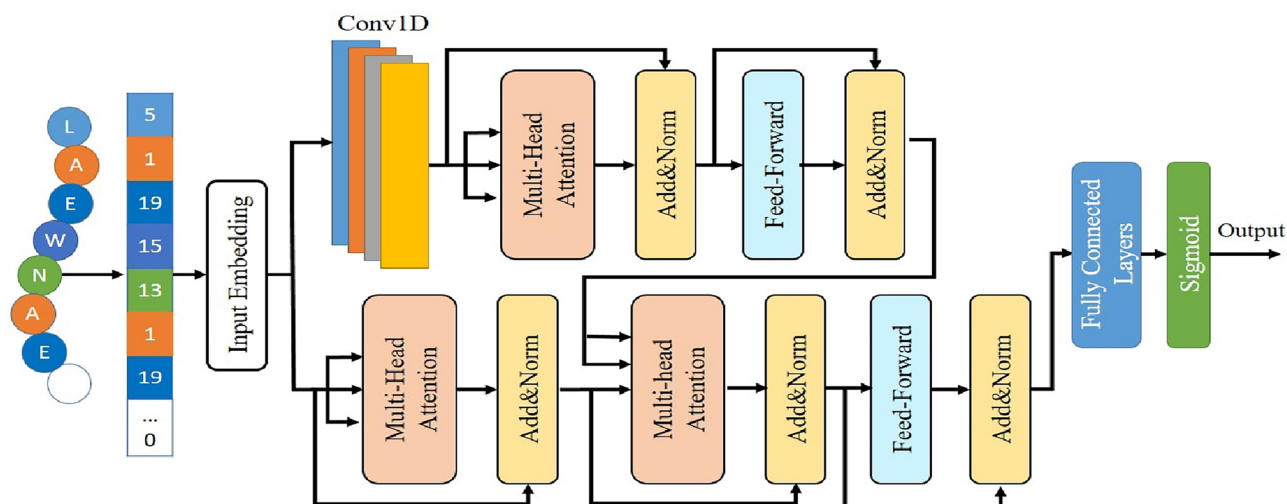 Conv1D
L
A
E
W
N
A
E
5
1
19
15
13
1
19
...
0
Input Embedding
Multi-Head
Attention
Add&Norm
Feed-Forward
Add&Norm
Multi-Head
Attention
Add&Norm
Multi-head
Attention
Add&Norm
Feed-Forward
Add&Norm
Fully Connected
Layers
Sigmoid
Output